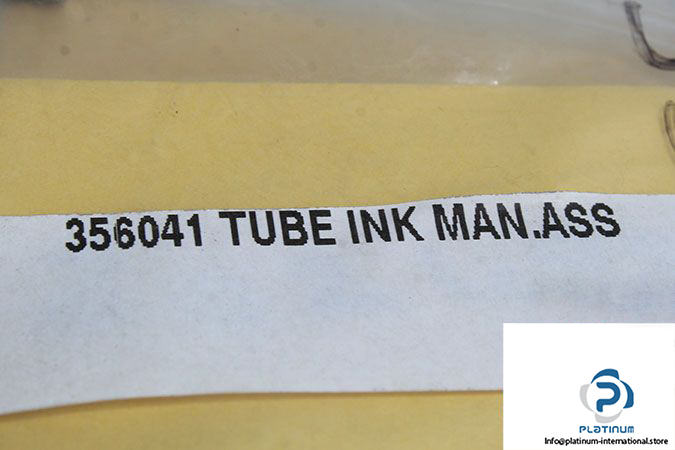 356041 TUBE INK MAN.ASS
PLATINUM
Info@platinum-international.store